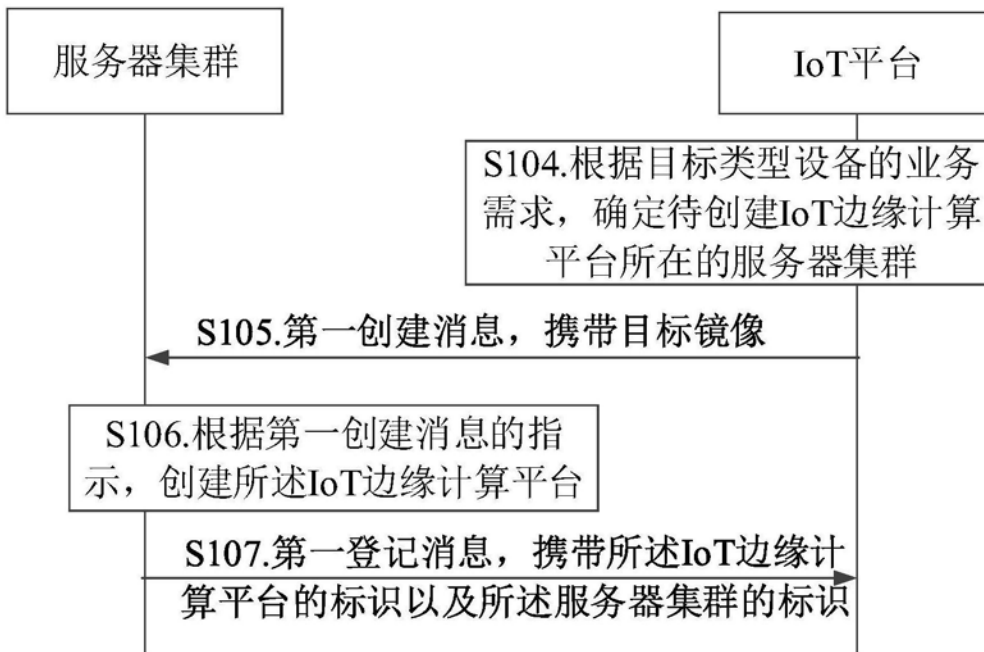 服务器集群
IoT平台
S104.根据目标类型设备的业务
需求，确定待创建IoT边缘计算
平台所在的服务器集群
S105.第一创建消息，携带目标镜像
S106.根据第一创建消息的指
示，创建所述IoT边缘计算平台
S107.第一登记消息，携带所述IoT边缘计
算平台的标识以及所述服务器集群的标识